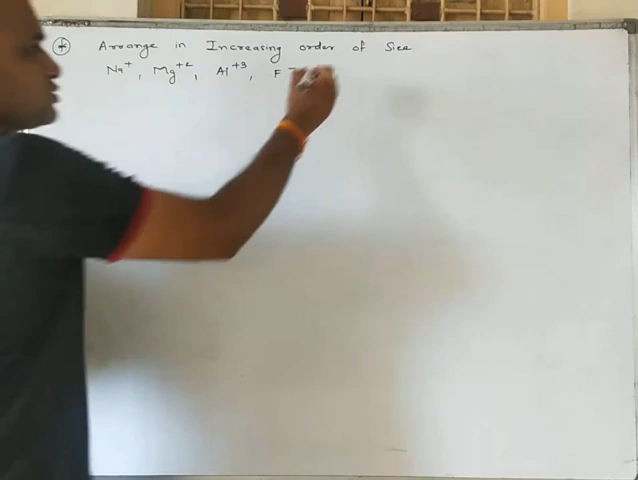 * Arrange in Increasing order of Size
Na⁺, Mg⁺², Al⁺³, F⁻